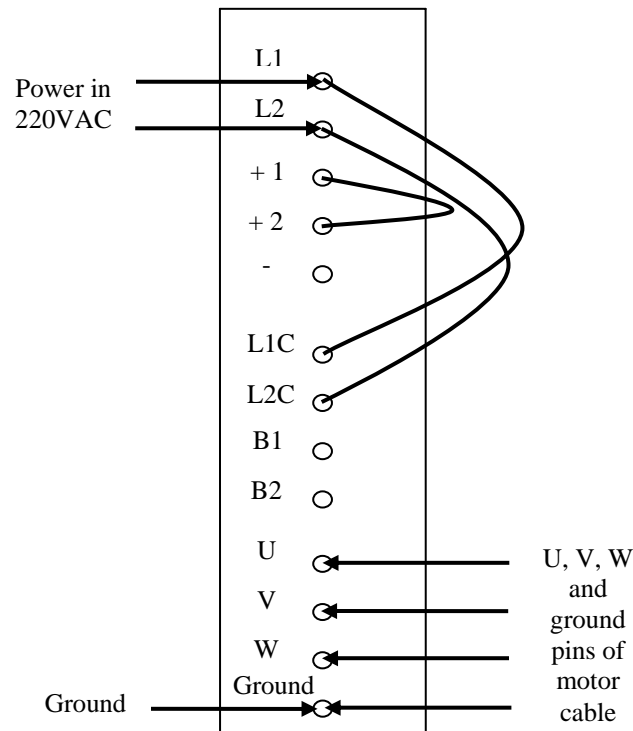 L1
Power in
220VAC
L2
+ 1
+ 2
-
L1C
L2C
B1
B2
U
V
W
U, V, W
and
ground
pins of
motor
cable
Ground
Ground